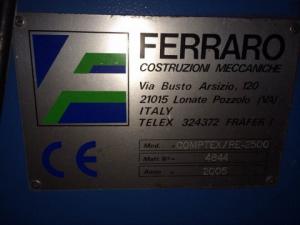 FERRARO
COSTRUZIONI MECCANICHE
Via Busto Arsizio, 120
21015 Lonate Pozzolo (VA)
ITALY
TELEX 324372 FRAFER I
CE
Mod. = COMPTEX/RE-2500
Matr. N° = 4844
Anno = 2005